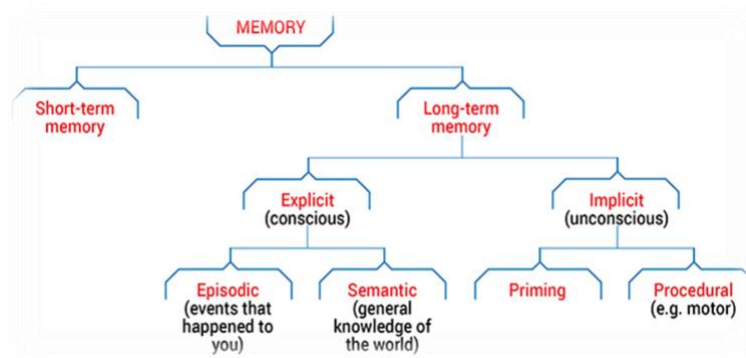 MEMORY
Short-term
memory
Long-term
memory
Explicit
(conscious)
Implicit
(unconscious)
Episodic
(events that
happened to
you)
Semantic
(general
knowledge of
the world)
Priming
Procedural
(e.g. motor)